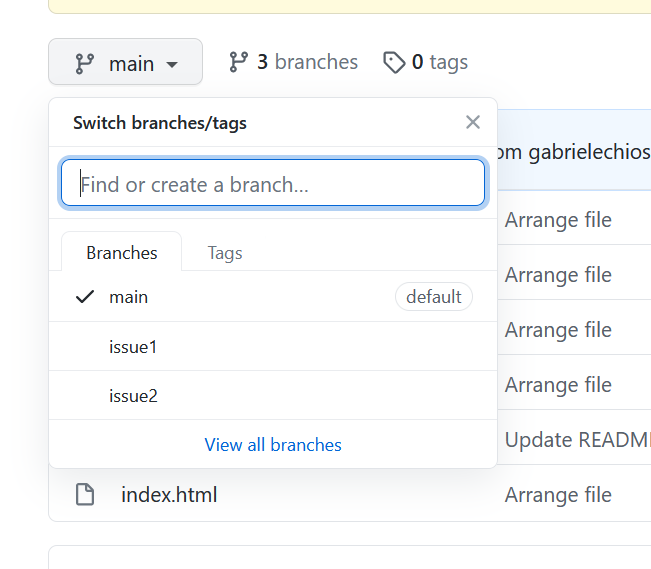 main
3 branches
0 tags
Switch branches/tags
Find or create a branch...
Branches
Tags
main
default
issue1
issue2
View all branches
om gabrielechios
Arrange file
Arrange file
Arrange file
Arrange file
Update README
index.html
Arrange file